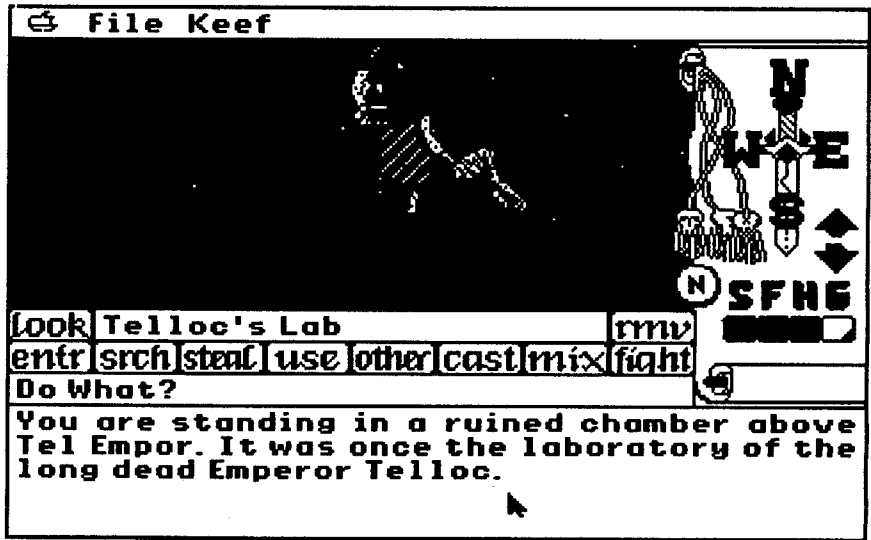 File Keef
N
W E
S
N
S F H G
Look Telloc's Lab rmv
entr srch steal use other cast mix fight
Do What?
You are standing in a ruined chamber above
Tel Empor. It was once the laboratory of the
long dead Emperor Telloc.